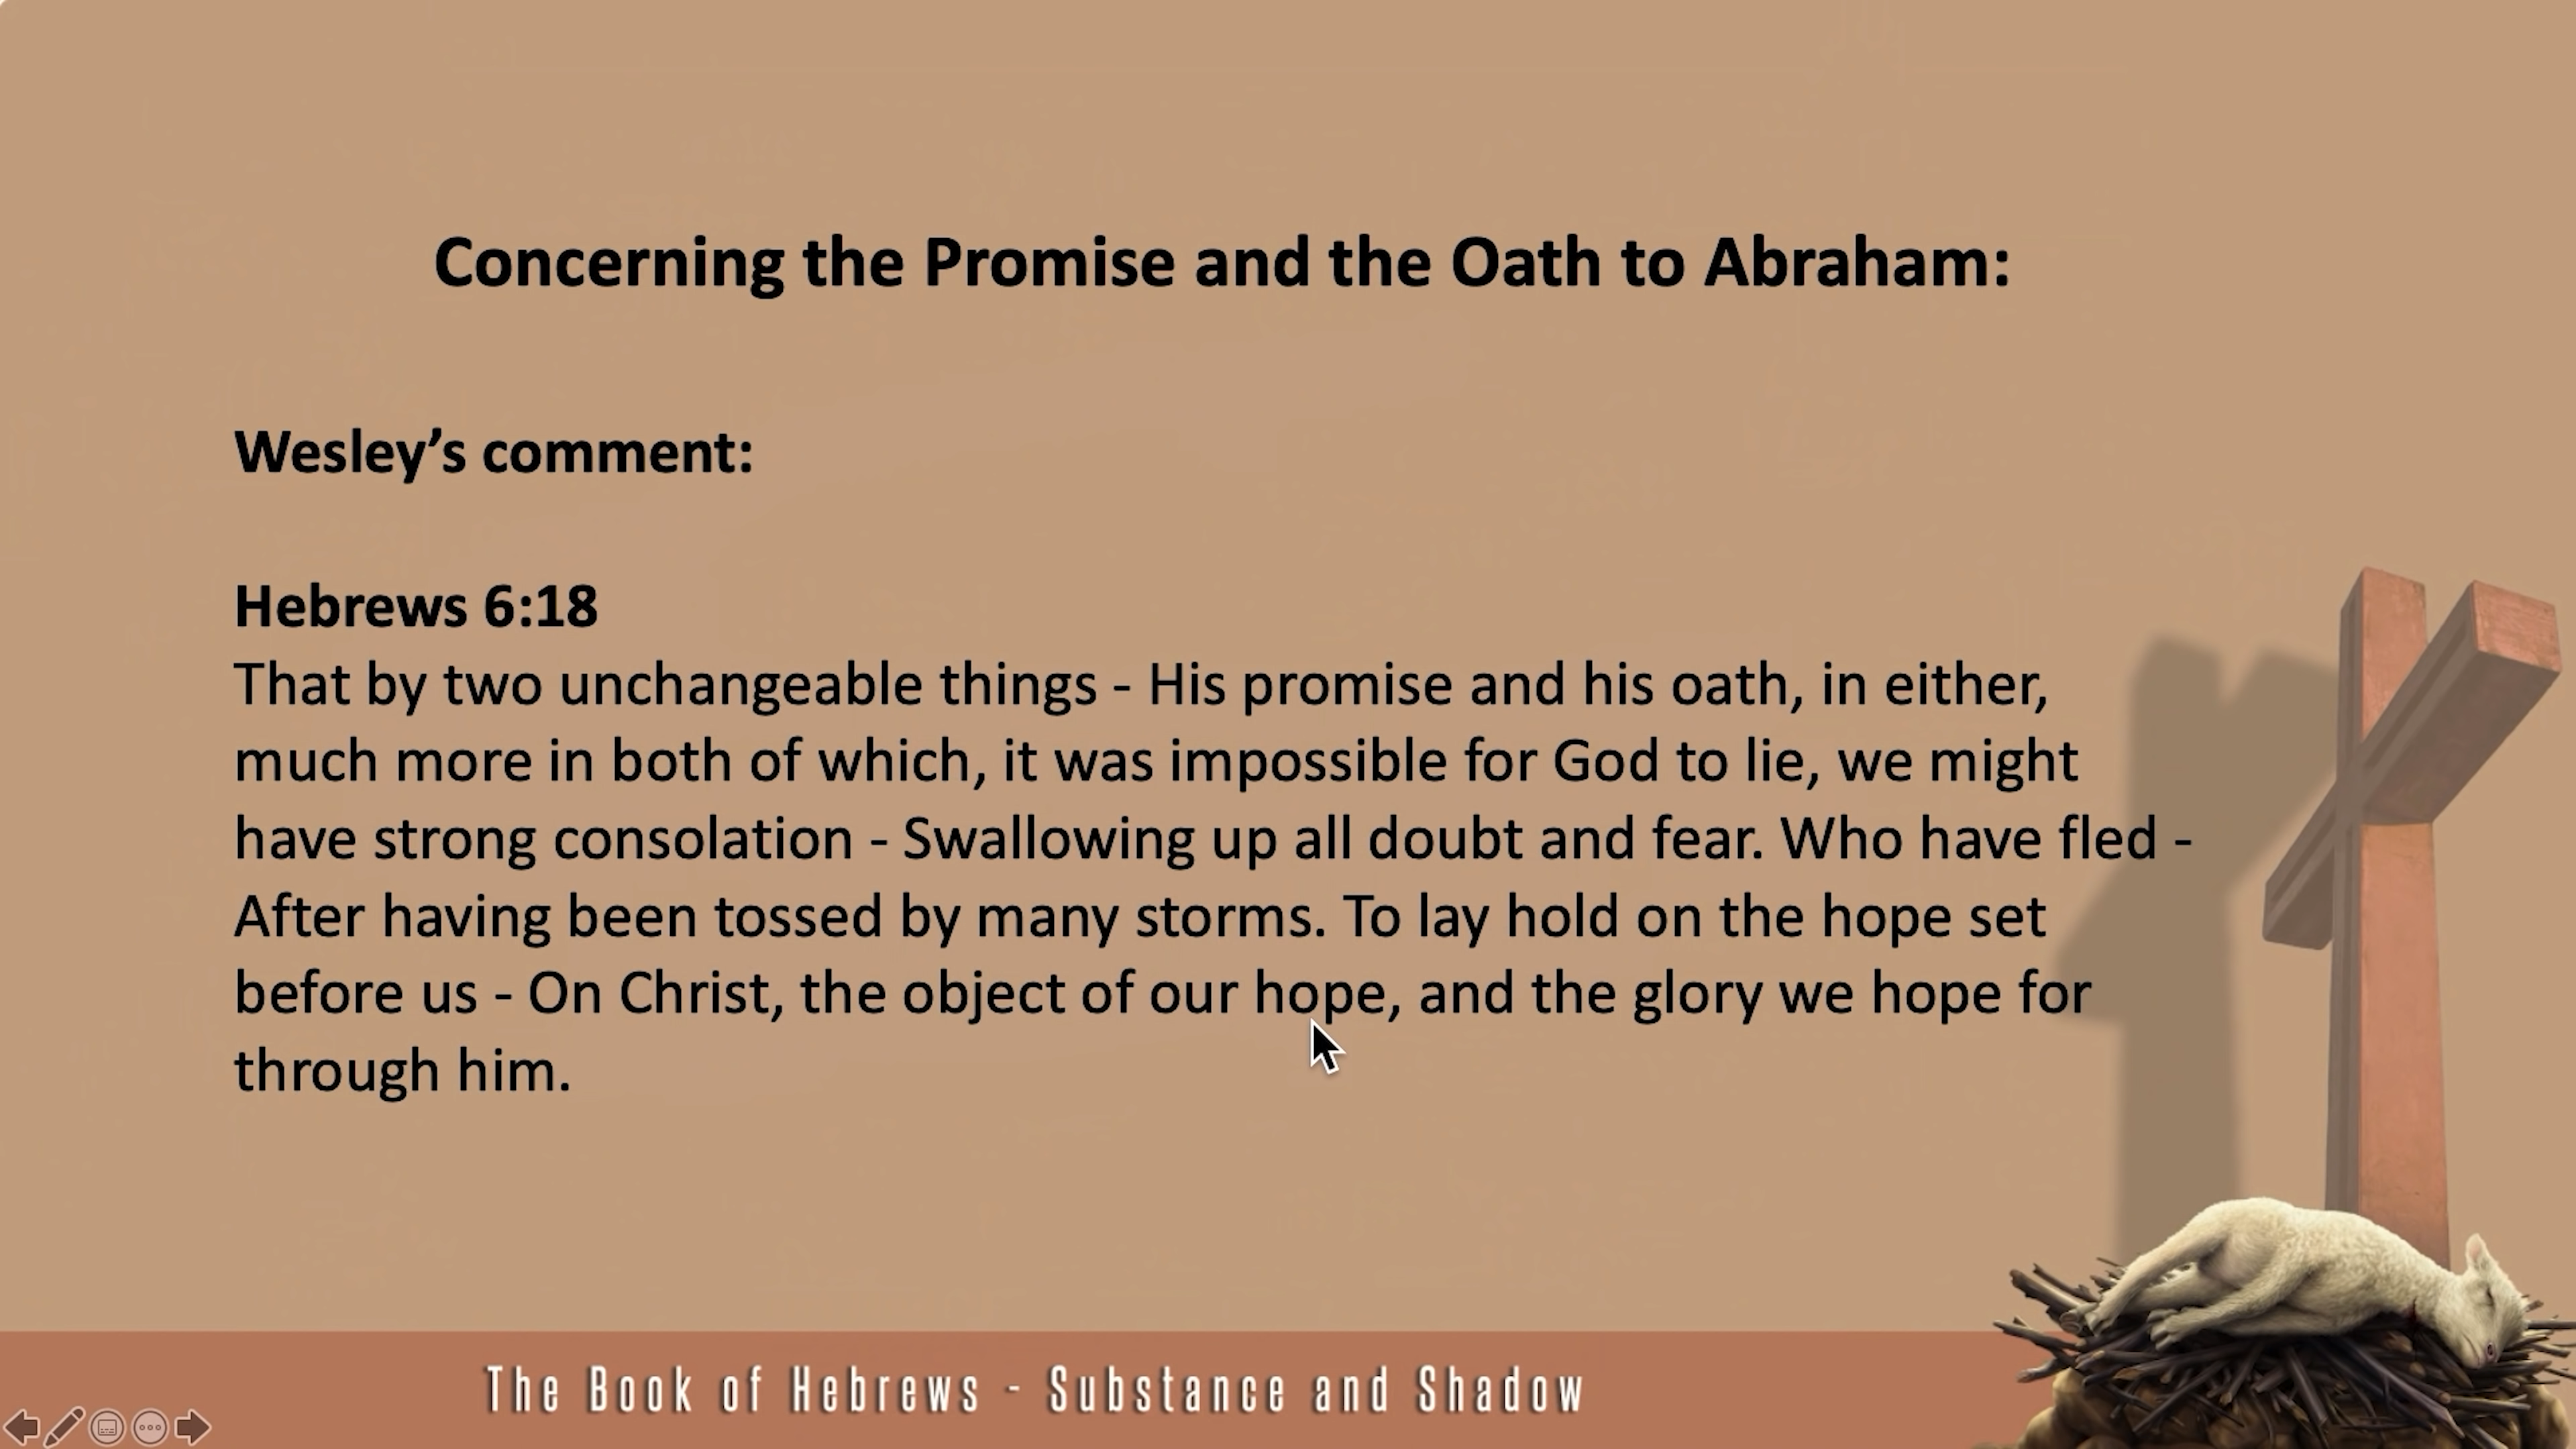 Concerning the Promise and the Oath to Abraham:
Wesley’s comment:
Hebrews 6:18
That by two unchangeable things - His promise and his oath, in either,
much more in both of which, it was impossible for God to lie, we might
have strong consolation - Swallowing up all doubt and fear. Who have fled -
After having been tossed by many storms. To lay hold on the hope set
before us - On Christ, the object of our hope, and the glory we hope for
through him.
The Book of Hebrews - Substance and Shadow